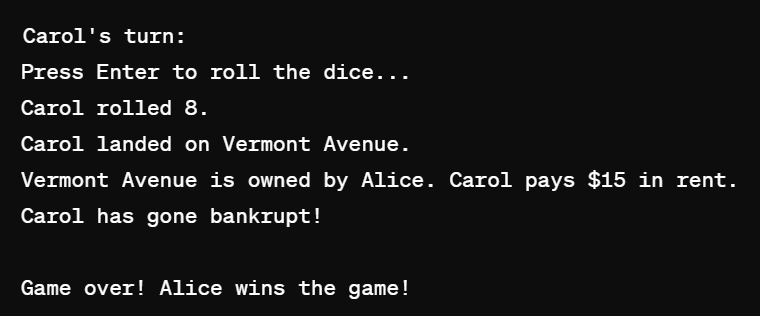 Carol's turn:
Press Enter to roll the dice...
Carol rolled 8.
Carol landed on Vermont Avenue.
Vermont Avenue is owned by Alice. Carol pays $15 in rent.
Carol has gone bankrupt!
Game over! Alice wins the game!